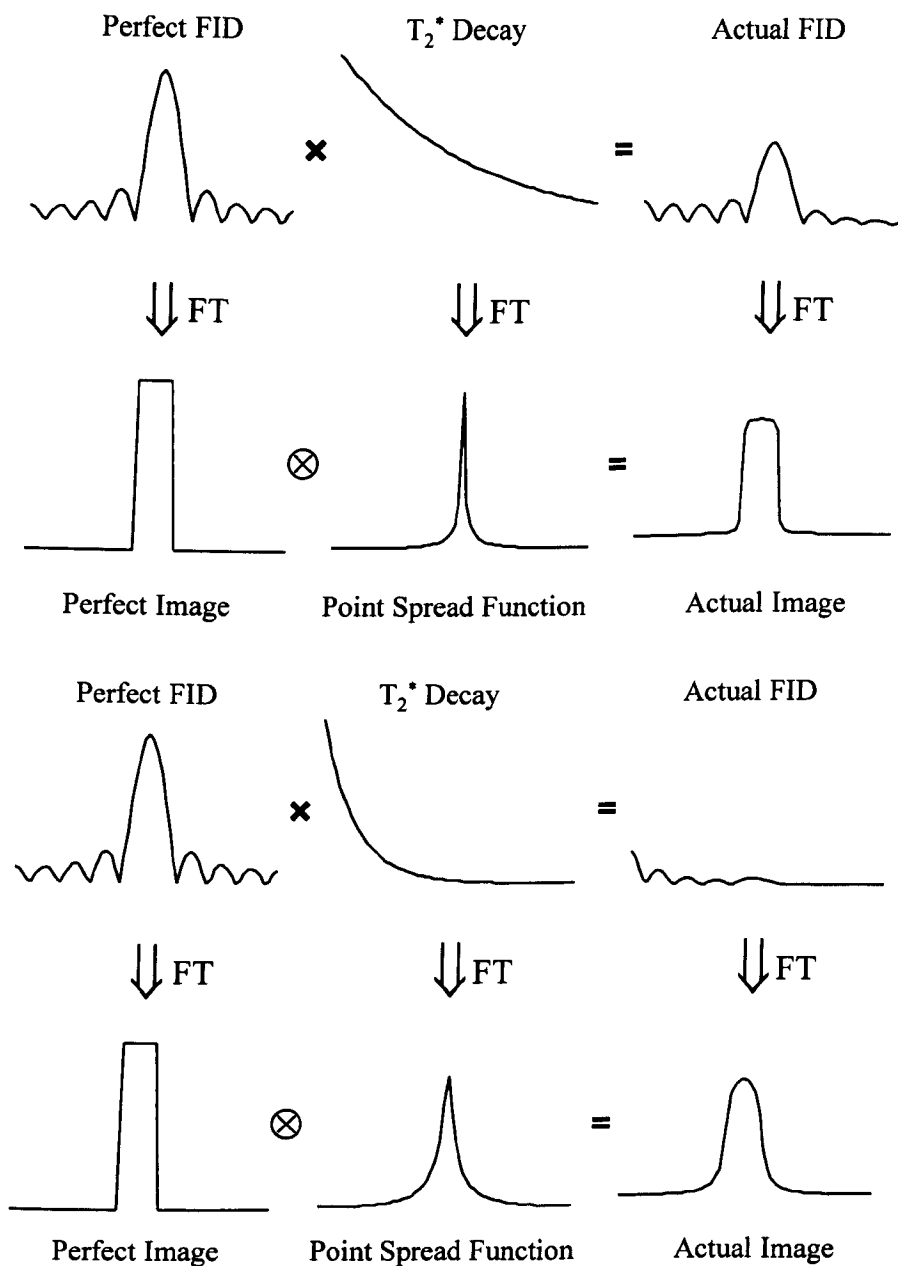 Perfect FID T₂* Decay Actual FID
× =
FT FT FT
⊗ =
Perfect Image Point Spread Function Actual Image
Perfect FID T₂* Decay Actual FID
× =
FT FT FT
⊗ =
Perfect Image Point Spread Function Actual Image